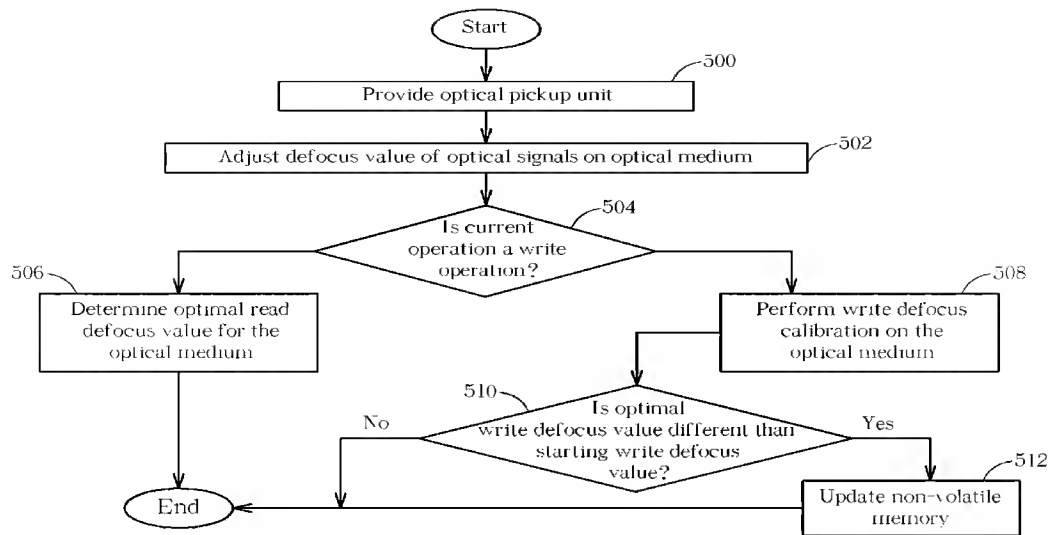 Start
500
Provide optical pickup unit
Adjust defocus value of optical signals on optical medium
502
504
Is current
operation a write
operation?
506
508
Determine optimal read
defocus value for the
optical medium
Perform write defocus
calibration on the
optical medium
510
No
Is optimal
write defocus value different than
starting write defocus
value?
Yes
512
End
Update non-volatile
memory